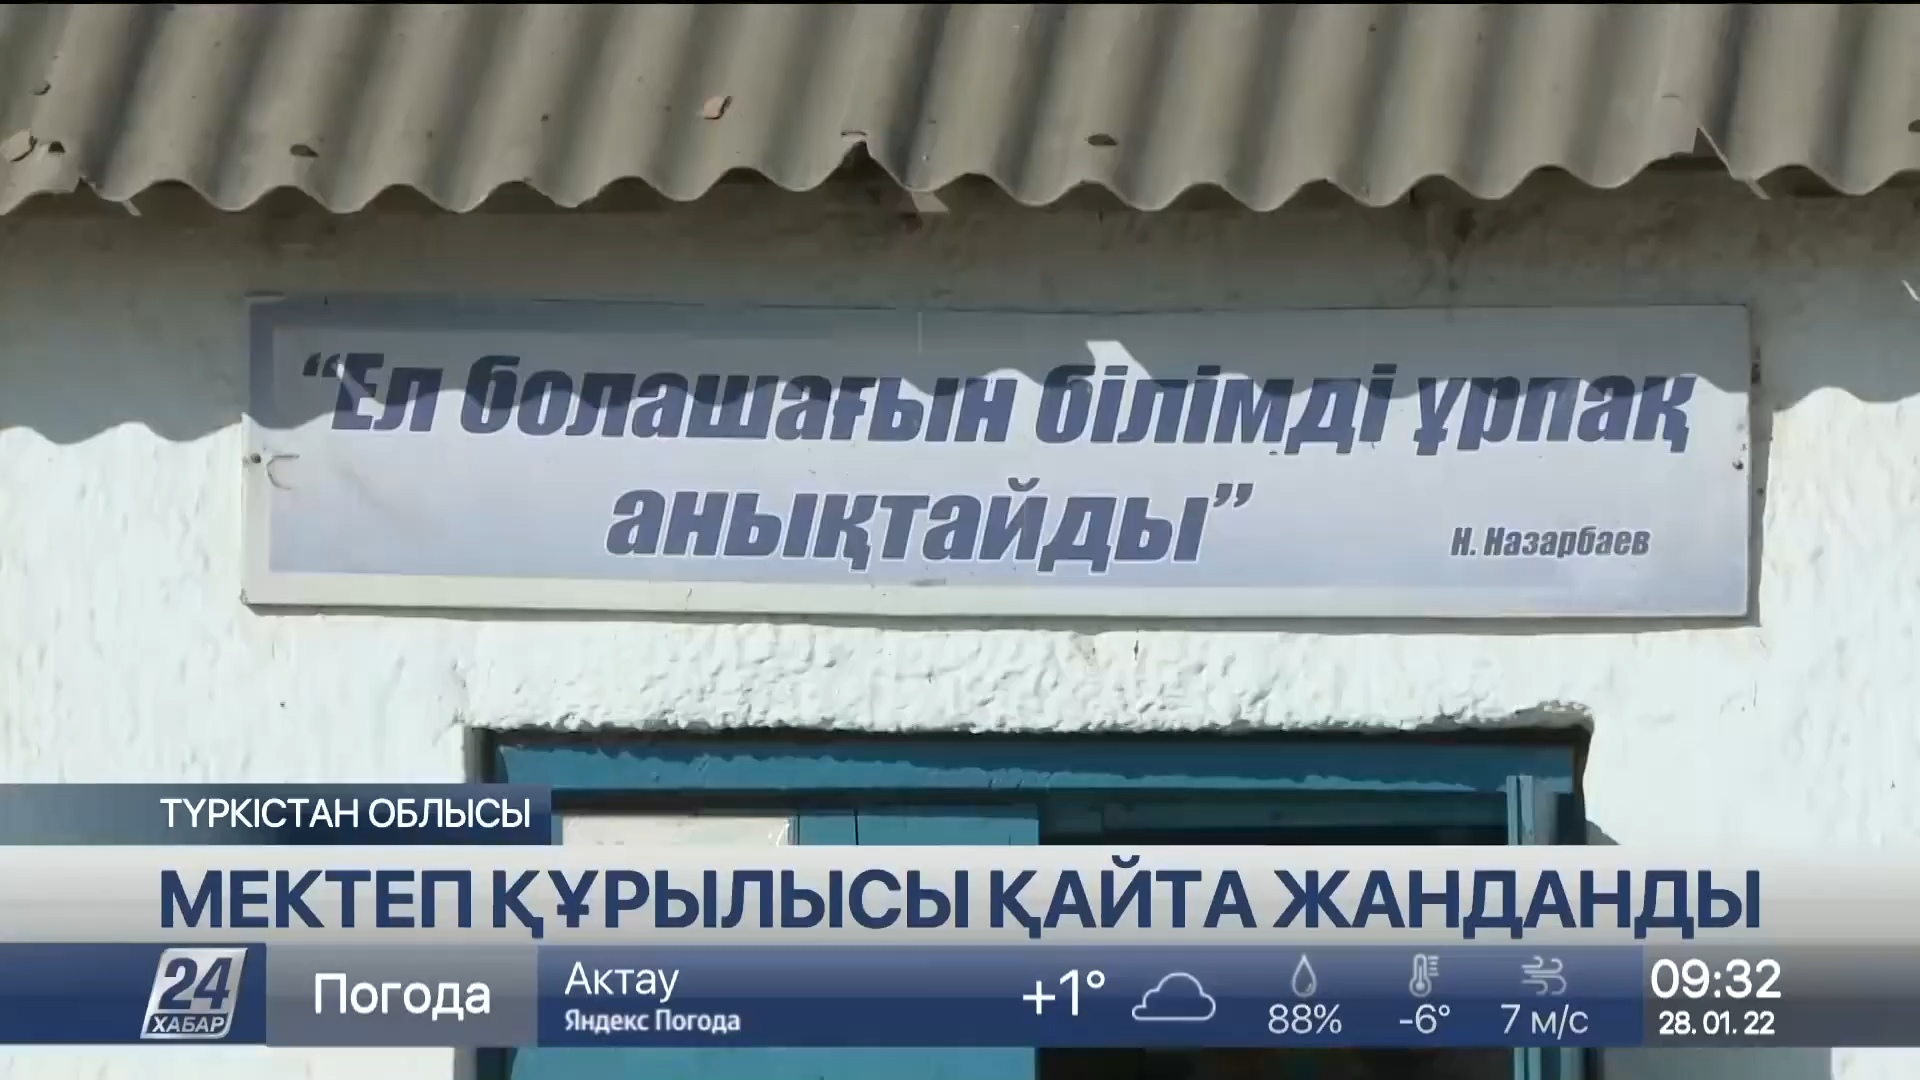 “Ел болашағын білімді ұрпақ
анықтайды”
Н. Назарбаев
ТҮРКІСТАН ОБЛЫСЫ
МЕКТЕП ҚҰРЫЛЫСЫ ҚАЙТА ЖАНДАНДЫ
24
ХАБАР
Погода
Актау
Яндекс Погода
+1°
88%
-6°
7 м/с
09:32
28. 01. 22